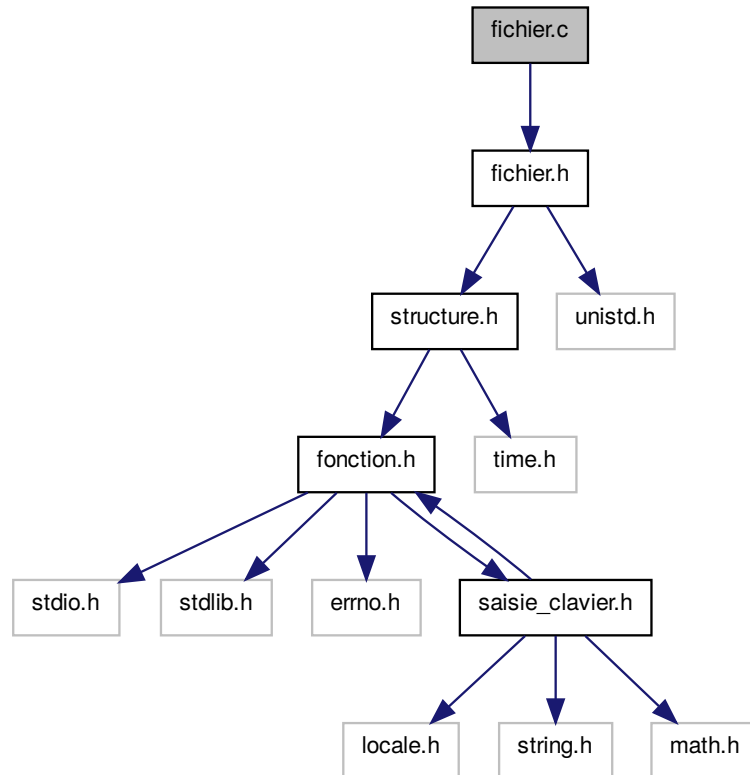 fichier.c
fichier.h
structure.h
unistd.h
fonction.h
time.h
stdio.h
stdlib.h
errno.h
saisie_clavier.h
locale.h
string.h
math.h